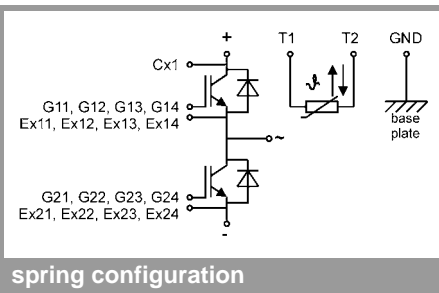 +
T1 T2 GND
Cx1
ϑ
G11, G12, G13, G14
Ex11, Ex12, Ex13, Ex14
base
plate
~
G21, G22, G23, G24
Ex21, Ex22, Ex23, Ex24
-
spring configuration